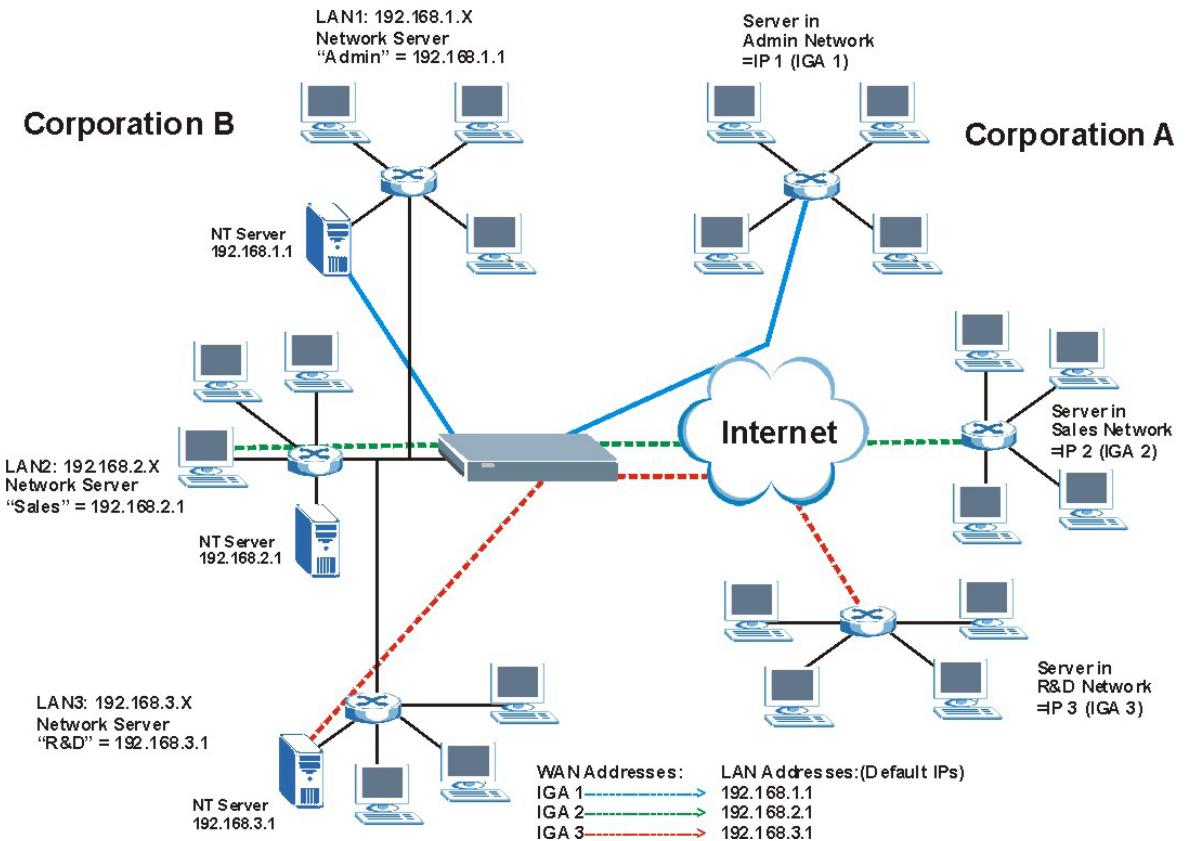 LAN1: 192.168.1.X
Network Server
“Admin” = 192.168.1.1
Server in
Admin Network
=IP 1 (IGA 1)
Corporation B
Corporation A
NT Server
192.168.1.1
Internet
Server in
Sales Network
=IP 2 (IGA 2)
LAN2: 192.168.2.X
Network Server
“Sales” = 192.168.2.1
NT Server
192.168.2.1
LAN3: 192.168.3.X
Network Server
“R&D” = 192.168.3.1
Server in
R&D Network
=IP 3 (IGA 3)
NT Server
192.168.3.1
WAN Addresses: LAN Addresses:(Default IPs)
IGA 1 192.168.1.1
IGA 2 192.168.2.1
IGA 3 192.168.3.1